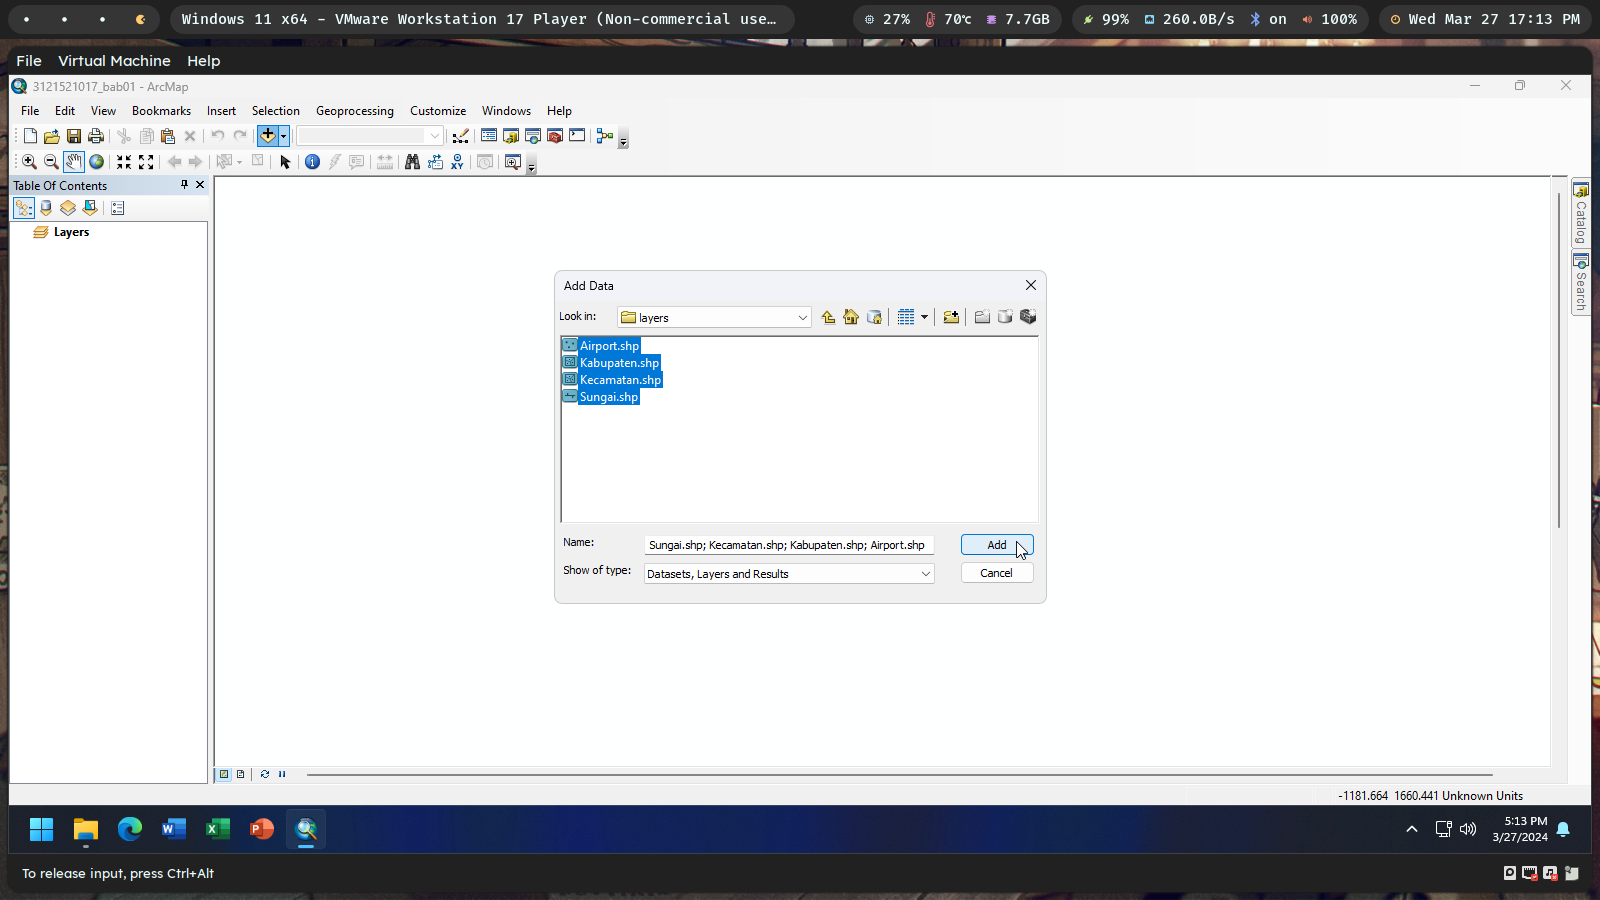 Windows 11 x64 - VMware Workstation 17 Player (Non-commercial use…
27% 70℃ 7.7GB
99% 260.0B/s on 100%
Wed Mar 27 17:13 PM
File Virtual Machine Help
3121521017_bab01 - ArcMap
File Edit View Bookmarks Insert Selection Geoprocessing Customize Windows Help
Table Of Contents
Layers
Add Data
Look in: layers
Airport.shp
Kabupaten.shp
Kecamatan.shp
Sungai.shp
Name: Sungai.shp; Kecamatan.shp; Kabupaten.shp; Airport.shp Add
Show of type: Datasets, Layers and Results Cancel
Catalog
Search
-1181.664 1660.441 Unknown Units
5:13 PM
3/27/2024
To release input, press Ctrl+Alt